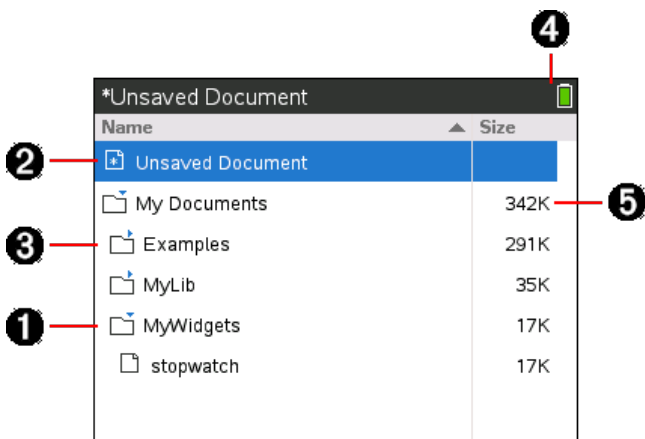 4
*Unsaved Document
Name Size
2 Unsaved Document
My Documents 342K 5
3 Examples 291K
MyLib 35K
1 MyWidgets 17K
stopwatch 17K